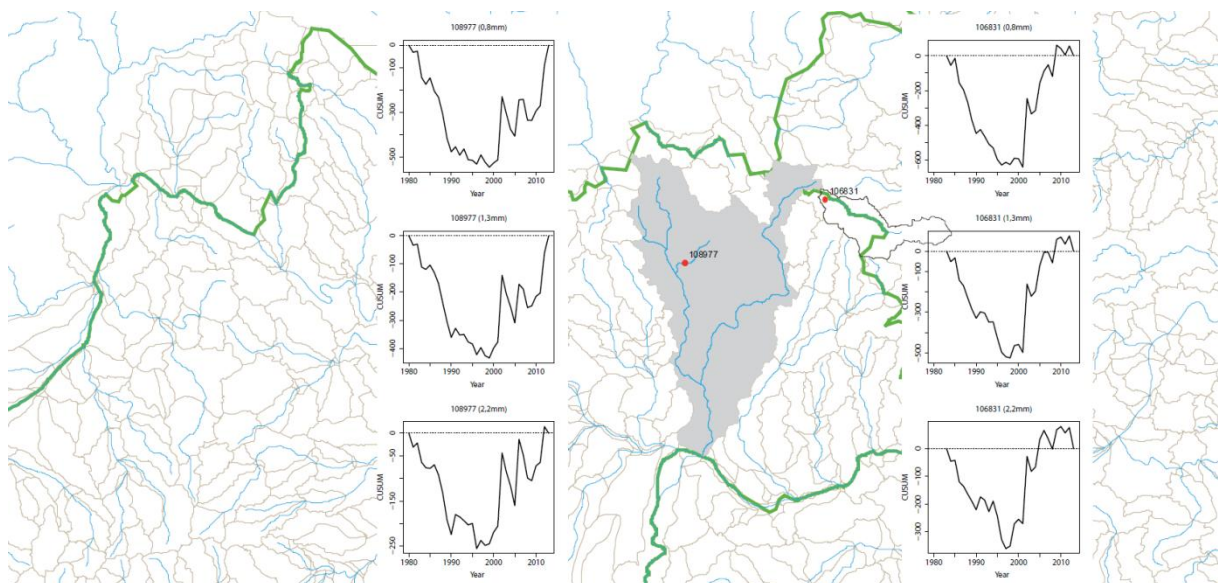 108977 (0,8mm)
0
-100
-300
-500
CUSUM
1980 1990 2000 2010
Year
108977 (1,3mm)
0
-100
-200
-300
-400
CUSUM
1980 1990 2000 2010
Year
108977 (2,2mm)
0
-50
-150
-250
CUSUM
1980 1990 2000 2010
Year
108977
106831
106831 (0,8mm)
0
-200
-400
-600
CUSUM
1980 1990 2000 2010
Year
106831 (1,3mm)
0
-100
-300
-500
CUSUM
1980 1990 2000 2010
Year
106831 (2,2mm)
0
-100
-200
-300
CUSUM
1980 1990 2000 2010
Year